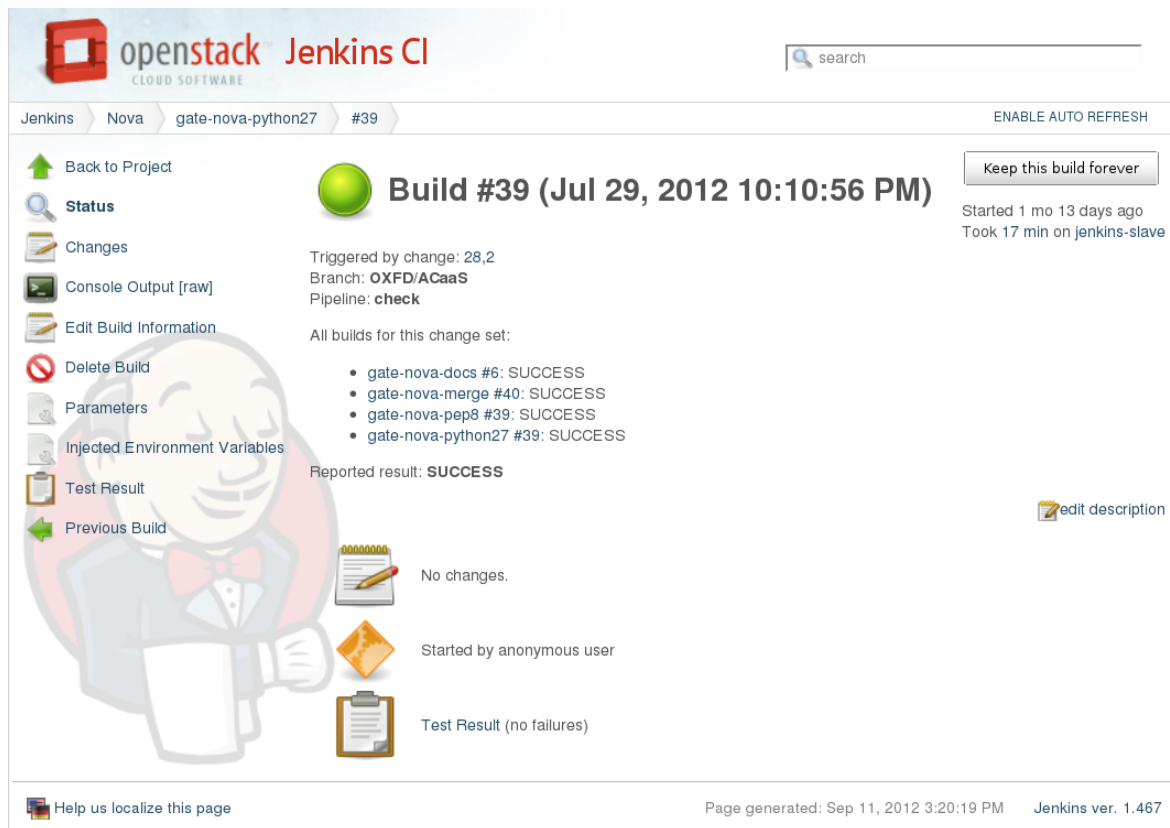 openstack™ Jenkins CI
CLOUD SOFTWARE
search
Jenkins Nova gate-nova-python27 #39
ENABLE AUTO REFRESH
Back to Project
Status
Changes
Console Output [raw]
Edit Build Information
Delete Build
Parameters
Injected Environment Variables
Test Result
Previous Build
Build #39 (Jul 29, 2012 10:10:56 PM)
Keep this build forever
Started 1 mo 13 days ago
Took 17 min on jenkins-slave
Triggered by change: 28,2
Branch: OXFD/ACaaS
Pipeline: check
All builds for this change set:
• gate-nova-docs #6: SUCCESS
• gate-nova-merge #40: SUCCESS
• gate-nova-pep8 #39: SUCCESS
• gate-nova-python27 #39: SUCCESS
Reported result: SUCCESS
edit description
No changes.
Started by anonymous user
Test Result (no failures)
Help us localize this page
Page generated: Sep 11, 2012 3:20:19 PM
Jenkins ver. 1.467